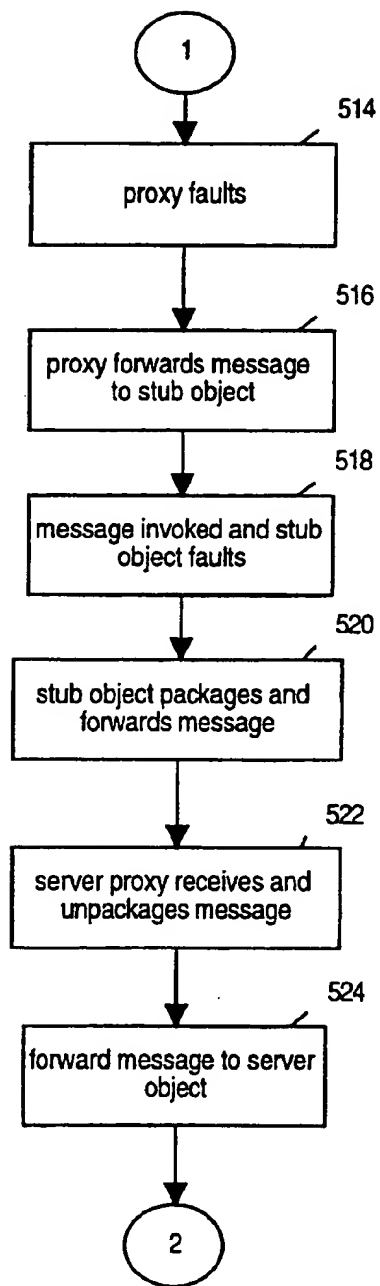 1
514
proxy faults
516
proxy forwards message
to stub object
518
message invoked and stub
object faults
520
stub object packages and
forwards message
522
server proxy receives and
unpackages message
524
forward message to server
object
2